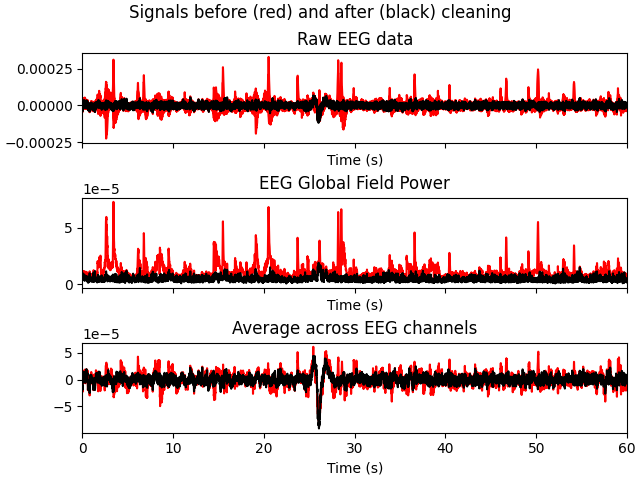 Signals before (red) and after (black) cleaning
Raw EEG data
0.00025
0.00000
−0.00025
Time (s)
EEG Global Field Power
1e−5
5
0
Time (s)
Average across EEG channels
1e−5
5
0
−5
0 10 20 30 40 50 60
Time (s)